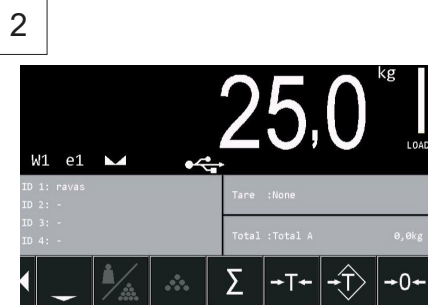 2
25,0 kg
LOAD
W1 e1
ID 1: ravas
ID 2: -
ID 3: -
ID 4: -
Tare :None
Total :Total A 0,0kg
Σ →T← →T →0←